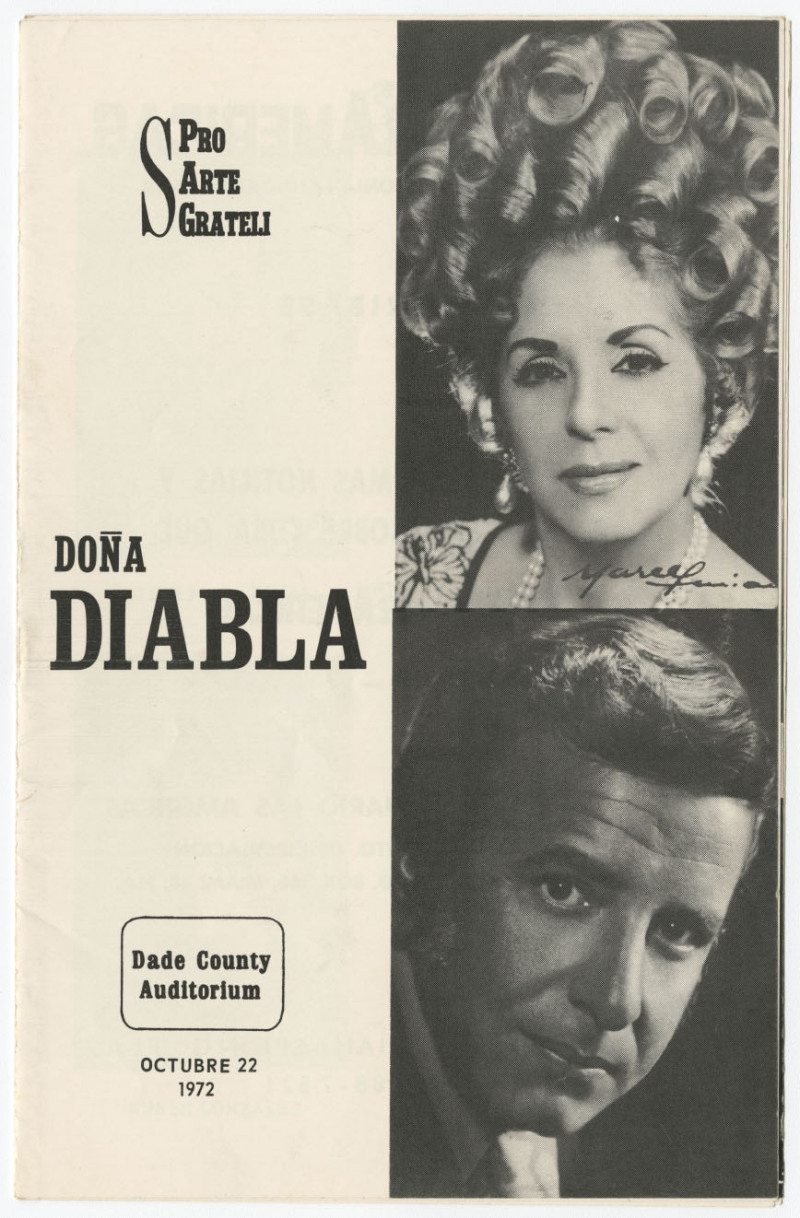 S PRO
ARTE
GRATELI
DOÑA
DIABLA
Dade County
Auditorium
OCTUBRE 22
1972